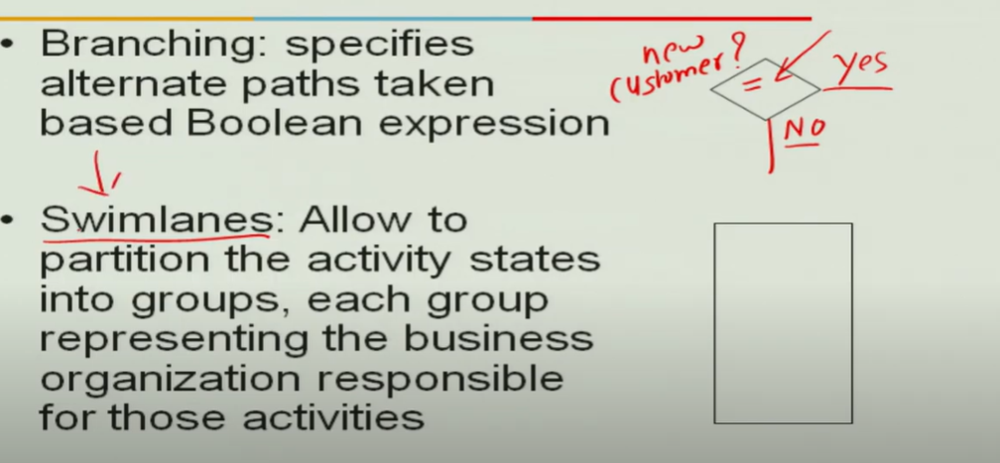 • Branching: specifies
alternate paths taken
based Boolean expression
new
customer?
=
Yes
NO
• Swimlanes: Allow to
partition the activity states
into groups, each group
representing the business
organization responsible
for those activities